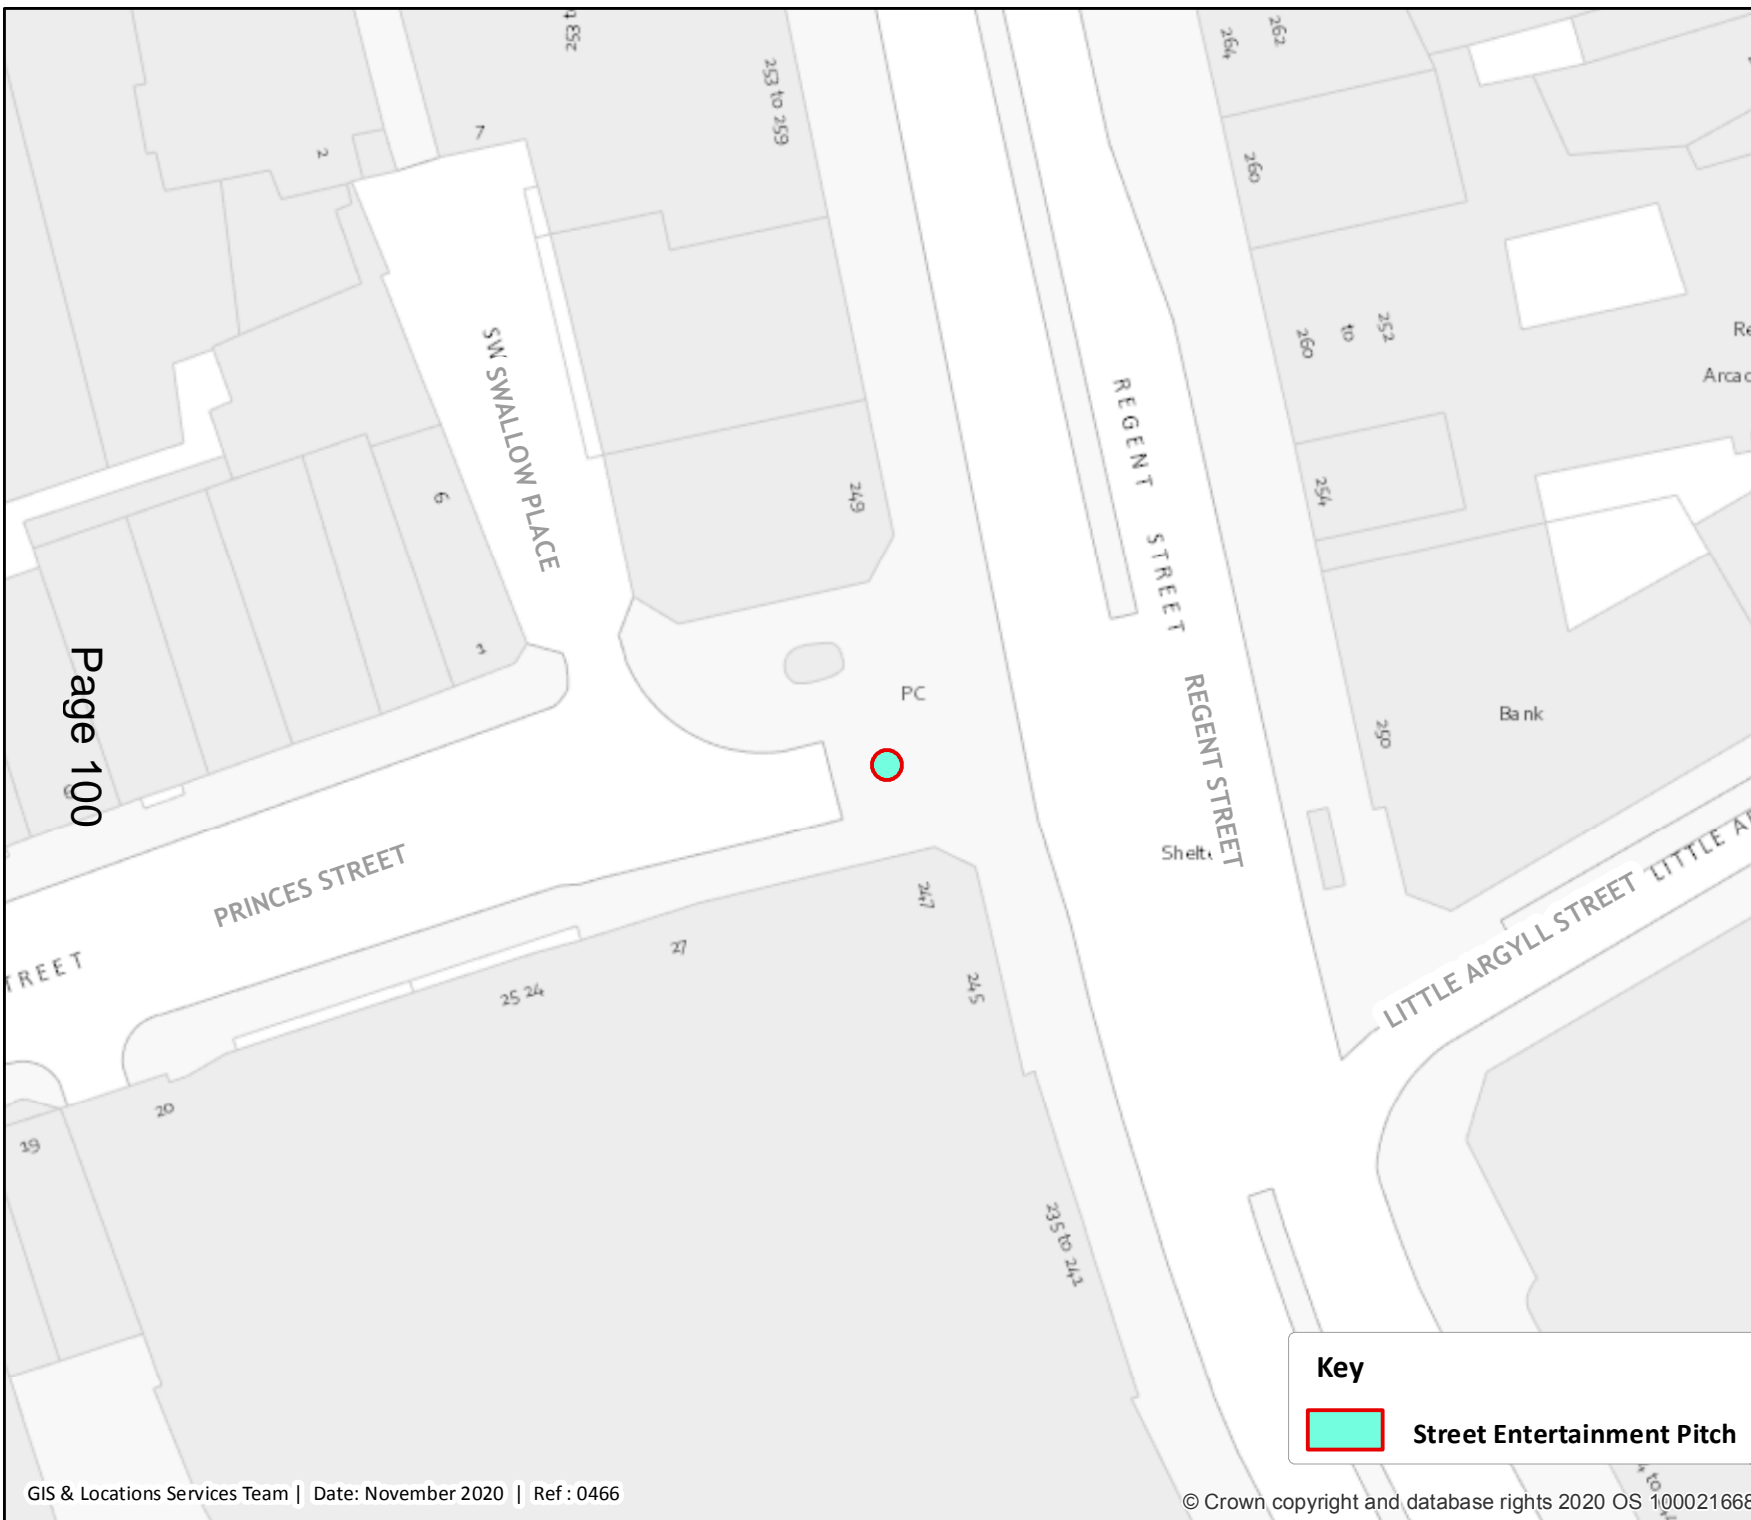 262
264
253 to 259
7
2
260
252
to
260
SWALLOW PLACE
SW
REGENT STREET
249
6
254
1
Page 100
PC
REGENT STREET
Bank
250
PRINCES STREET
247
27
245
25 24
LITTLE ARGYLL STREET
LITTLE
TREET
20
19
235 to 243
Key
Street Entertainment Pitch
GIS & Locations Services Team | Date: November 2020 | Ref : 0466
© Crown copyright and database rights 2020 OS 100021668